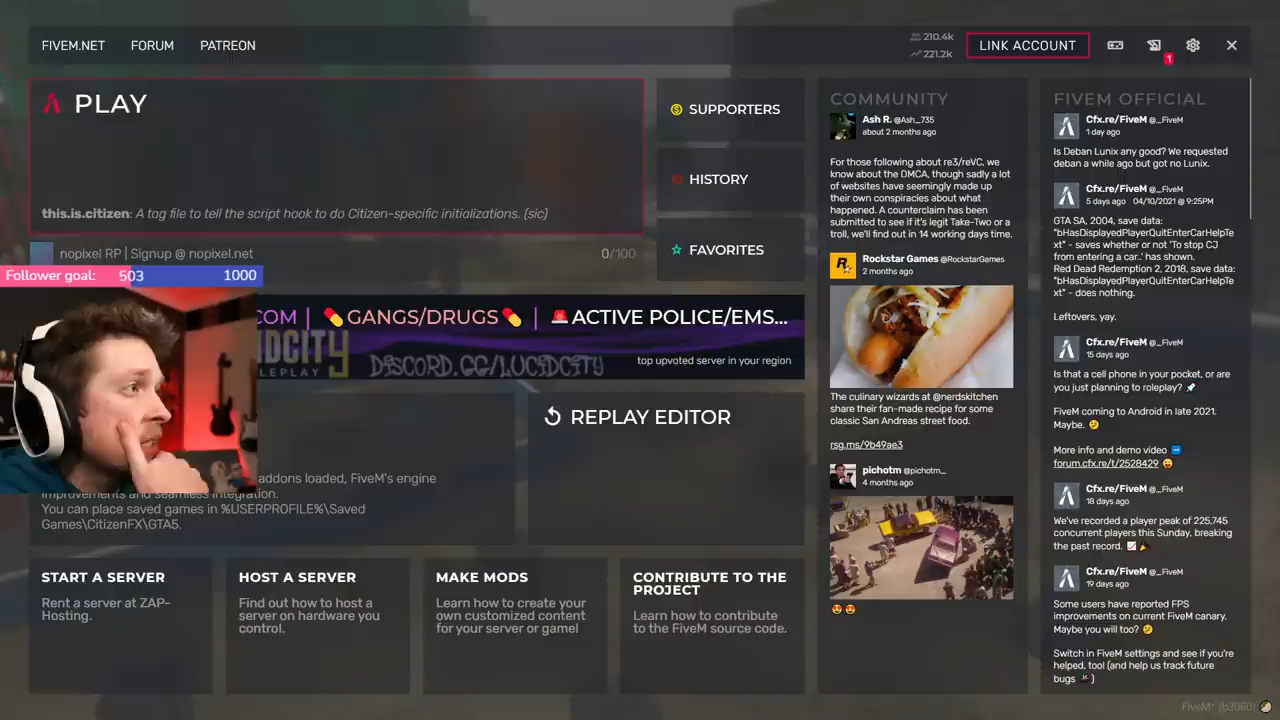 FIVEM.NET
FORUM
PATREON
210.4k
221.2k
LINK ACCOUNT
1
PLAY
this.is.citizen: A tag file to tell the script hook to do Citizen-specific initializations. (sic)
nopixel RP | Signup @ nopixel.net
0/100
Follower goal: 503 1000
SUPPORTERS
HISTORY
FAVORITES
COM | 💊GANGS/DRUGS💊 | 🚨ACTIVE POLICY/EMS...
DISCORD.GG/LUCIDCITY
top upvoted server in your region
addons loaded, FiveM's engine
improvements and seamless integration.
You can place saved games in %USERPROFILE%\Saved
Games\CitizenFX\GTA5.
REPLAY EDITOR
START A SERVER
Rent a server at ZAP-
Hosting.
HOST A SERVER
Find out how to host a
server on hardware you
control.
MAKE MODS
Learn how to create your
own customized content
for your server or game!
CONTRIBUTE TO THE
PROJECT
Learn how to contribute
to the FiveM source code.
COMMUNITY
Ash R. @Ash_735
about 2 months ago
For those following about re3/reVC, we
know about the DMCA, though sadly a lot
of websites have seemingly made up
their own conspiracies about what
happened. A counterclaim has been
submitted to see if it's legit Take-Two or a
troll, we'll find out in 14 working days time.
Rockstar Games @RockstarGames
2 months ago
The culinary wizards at @nerdskitchen
share their fan-made recipe for some
classic San Andreas street food.
rsg.ms/9b49ae3
pichotm @pichotm_
4 months ago
😍😍
FIVEM OFFICIAL
Cfx.re/FiveM @_FiveM
1 day ago
Is Deban Lunix any good? We requested
deban a while ago but got no Lunix.
Cfx.re/FiveM @_FiveM
5 days ago 04/10/2021 @ 9:25PM
GTA SA, 2004, save data:
"bHasDisplayedPlayerQuitEnterCarHelpTe
xt" - saves whether or not 'To stop CJ
from entering a car..' has shown.
Red Dead Redemption 2, 2018, save data:
"bHasDisplayedPlayerQuitEnterCarHelpTe
xt" - does nothing.
Leftovers, yay.
Cfx.re/FiveM @_FiveM
15 days ago
Is that a cell phone in your pocket, or are
you just planning to roleplay?
FiveM coming to Android in late 2021.
Maybe.
More info and demo video ➡️
forum.cfx.re/t/2528429
Cfx.re/FiveM @_FiveM
18 days ago
We've recorded a player peak of 225,745
concurrent players this Sunday, breaking
the past record.
Cfx.re/FiveM @_FiveM
19 days ago
Some users have reported FPS
improvements on current FiveM canary.
Maybe you will too?
Switch in FiveM settings and see if you're
helped, too! (and help us track future
bugs )
FiveM* (b2060)